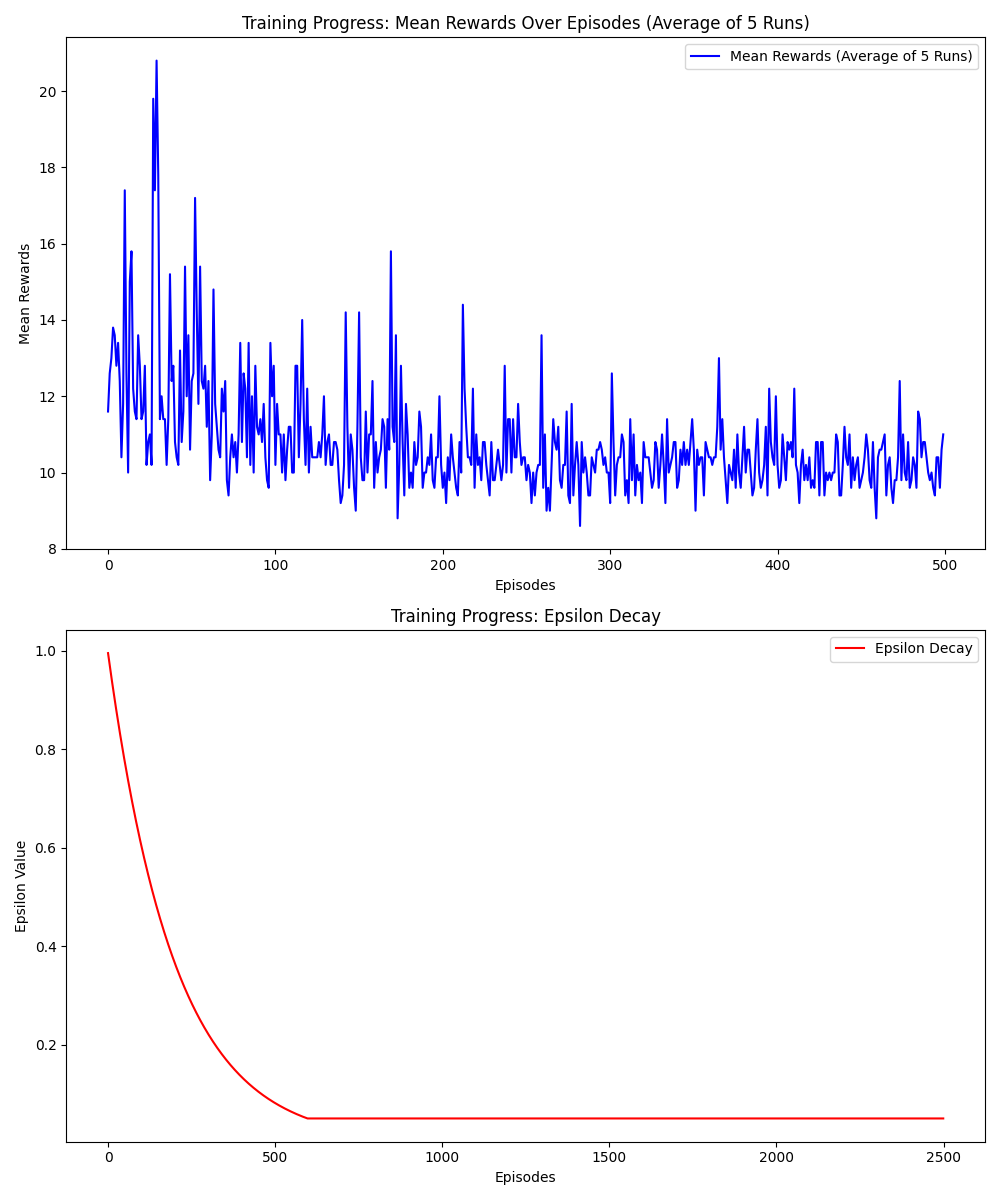 Training Progress: Mean Rewards Over Episodes (Average of 5 Runs)
Mean Rewards (Average of 5 Runs)
20
18
16
14
12
10
8
Mean Rewards
0 100 200 300 400 500
Episodes
Training Progress: Epsilon Decay
Epsilon Decay
1.0
0.8
0.6
0.4
0.2
Epsilon Value
0 500 1000 1500 2000 2500
Episodes